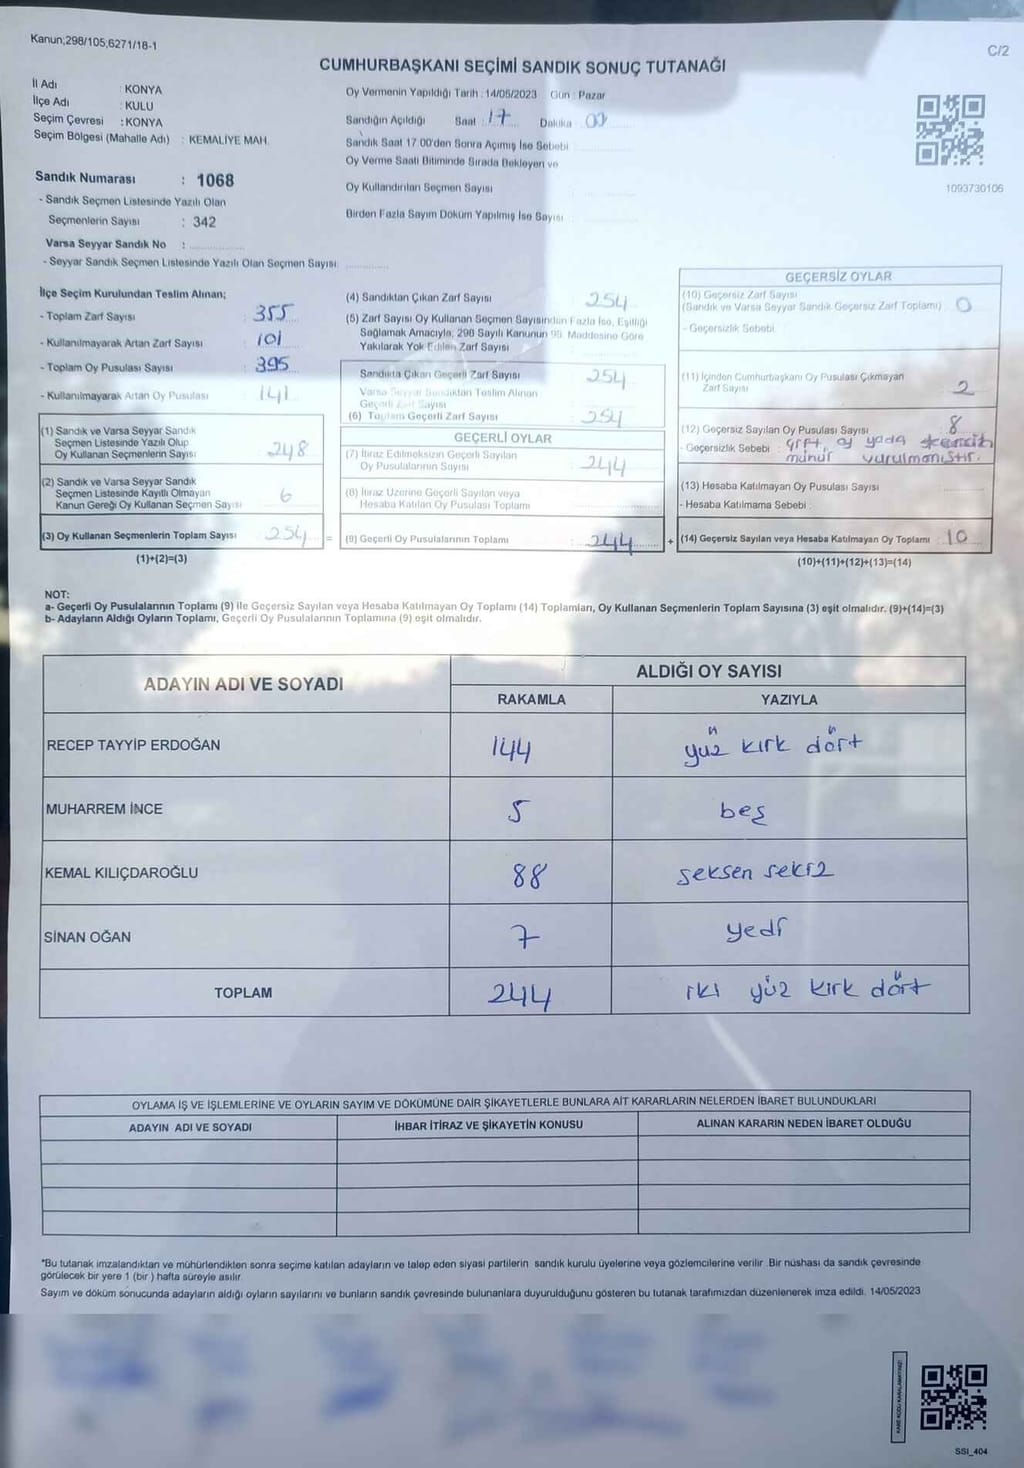 Kanun;298/105;6271/18-1
C/2
CUMHURBAŞKANI SEÇİMİ SANDIK SONUÇ TUTANAĞI
İl Adı : KONYA
İlçe Adı : KULU
Seçim Çevresi : KONYA
Seçim Bölgesi (Mahalle Adı) : KEMALİYE MAH.
Sandık Numarası : 1068
- Sandık Seçmen Listesinde Yazılı Olan
Seçmenlerin Sayısı : 342
Varsa Seyyar Sandık No :
- Seyyar Sandık Seçmen Listesinde Yazılı Olan Seçmen Sayısı
Oy Vermenin Yapıldığı Tarih : 14/05/2023 Gün : Pazar
Sandığın Açıldığı Saat : 17 Dakika : 00
Sandık Saat 17:00'den Sonra Açımış İse Sebebi
Oy Verme Saati Bitiminde Sırada Bekleyen ve
Oy Kullandırılan Seçmen Sayısı
Birden Fazla Sayım Döküm Yapılmış İse Sayısı :
1093730106
İlçe Seçim Kurulundan Teslim Alınan;
- Toplam Zarf Sayısı : 355
- Kullanılmayarak Artan Zarf Sayısı : 101
- Toplam Oy Pusulası Sayısı : 395
- Kullanılmayarak Artan Oy Pusulası : 141
(1) Sandık ve Varsa Seyyar Sandık
Seçmen Listesinde Yazılı Olup
Oy Kullanan Seçmenlerin Sayısı : 248
(2) Sandık ve Varsa Seyyar Sandık
Seçmen Listesinde Kayıtlı Olmayan
Kanun Gereği Oy Kullanan Seçmen Sayısı 6
(3) Oy Kullanan Seçmenlerin Toplam Sayısı 254 =
(1)+(2)=(3)
(4) Sandıktan Çıkan Zarf Sayısı : 254
(5) Zarf Sayısı Oy Kullanan Seçmen Sayısından Fazla İse, Eşitliği
Sağlamak Amacıyla, 298 Sayılı Kanunun 98. Maddesine Göre
Yakılarak Yok Edilen Zarf Sayısı
Sandıkta Çıkan Geçerli Zarf Sayısı : 254
Varsa Seyyar Sandıktan Teslim Alınan
Geçerli Zarf Sayısı
(6) Toplam Geçerli Zarf Sayısı : 254
GEÇERLİ OYLAR
(7) İtiraz Edilmeksizin Geçerli Sayılan
Oy Pusulalarının Sayısı : 244
(8) İtiraz Üzerine Geçerli Sayılan veya
Hesaba Katılan Oy Pusulası Toplamı
(9) Geçerli Oy Pusulalarının Toplamı : 244 +
GEÇERSİZ OYLAR
(10) Geçersiz Zarf Sayısı
(Sandık ve Varsa Seyyar Sandık Geçersiz Zarf Toplamı) : 0
- Geçersizlik Sebebi
(11) İçinden Cumhurbaşkanı Oy Pusulası Çıkmayan
Zarf Sayısı 2
(12) Geçersiz Sayılan Oy Pusulası Sayısı : 8
- Geçersizlik Sebebi : çift oy yada
mühür vurulmamıştır.
(13) Hesaba Katılmayan Oy Pusulası Sayısı
- Hesaba Katılmama Sebebi :
(14) Geçersiz Sayılan veya Hesaba Katılmayan Oy Toplamı : 10
(10)+(11)+(12)+(13)=(14)
NOT:
a- Geçerli Oy Pusulalarının Toplamı (9) ile Geçersiz Sayılan veya Hesaba Katılmayan Oy Toplamı (14) Toplamları, Oy Kullanan Seçmenlerin Toplam Sayısına (3) eşit olmalıdır. (9)+(14)=(3)
b- Adayların Aldığı Oyların Toplamı, Geçerli Oy Pusulalarının Toplamına (9) eşit olmalıdır.
ADAYIN ADI VE SOYADI ALDIĞI OY SAYISI
RAKAMLA YAZIYLA
RECEP TAYYİP ERDOĞAN 144 yüz kırk dört
MUHARREM İNCE 5 beş
KEMAL KILIÇDAROĞLU 88 seksen sekiz
SİNAN OĞAN 7 yedi
TOPLAM 244 iki yüz kırk dört
OYLAMA İŞ VE İŞLEMLERİNE VE OYLARIN SAYIM VE DÖKÜMÜNE DAİR ŞİKAYETLERLE BUNLARA AİT KARARLARIN NELERDEN İBARET BULUNDUKLARI
ADAYIN ADI VE SOYADI İHBAR İTİRAZ VE ŞİKAYETİN KONUSU ALINAN KARARIN NEDEN İBARET OLDUĞU
*Bu tutanak imzalandıktan ve mühürlendikten sonra seçime katılan adayların ve talep eden siyasi partilerin sandık kurulu üyelerine veya gözlemcilerine verilir. Bir nüshası da sandık çevresinde
görülecek bir yere 1 (bir ) hafta süreyle asılır.
Sayım ve döküm sonucunda adayların aldığı oyların sayılarını ve bunların sandık çevresinde bulunanlara duyurulduğunu gösteren bu tutanak tarafımızdan düzenlenerek imza edildi. 14/05/2023
KARE KODU KARALAMAYINIZ!
SSI_404